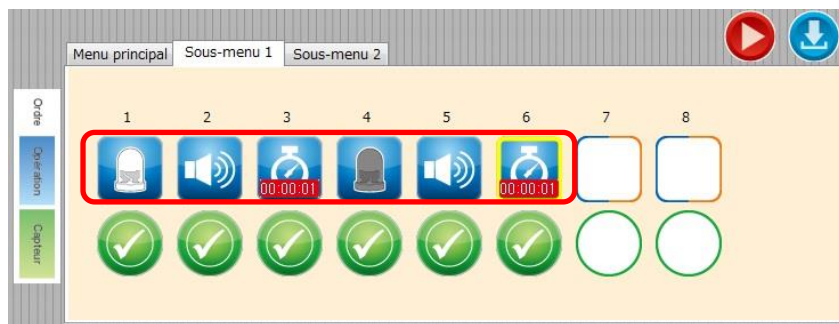 Menu principal
Sous-menu 1
Sous-menu 2
Ordre
Operation
Capteur
1 2 3 4 5 6 7 8
00:00:01 00:00:01